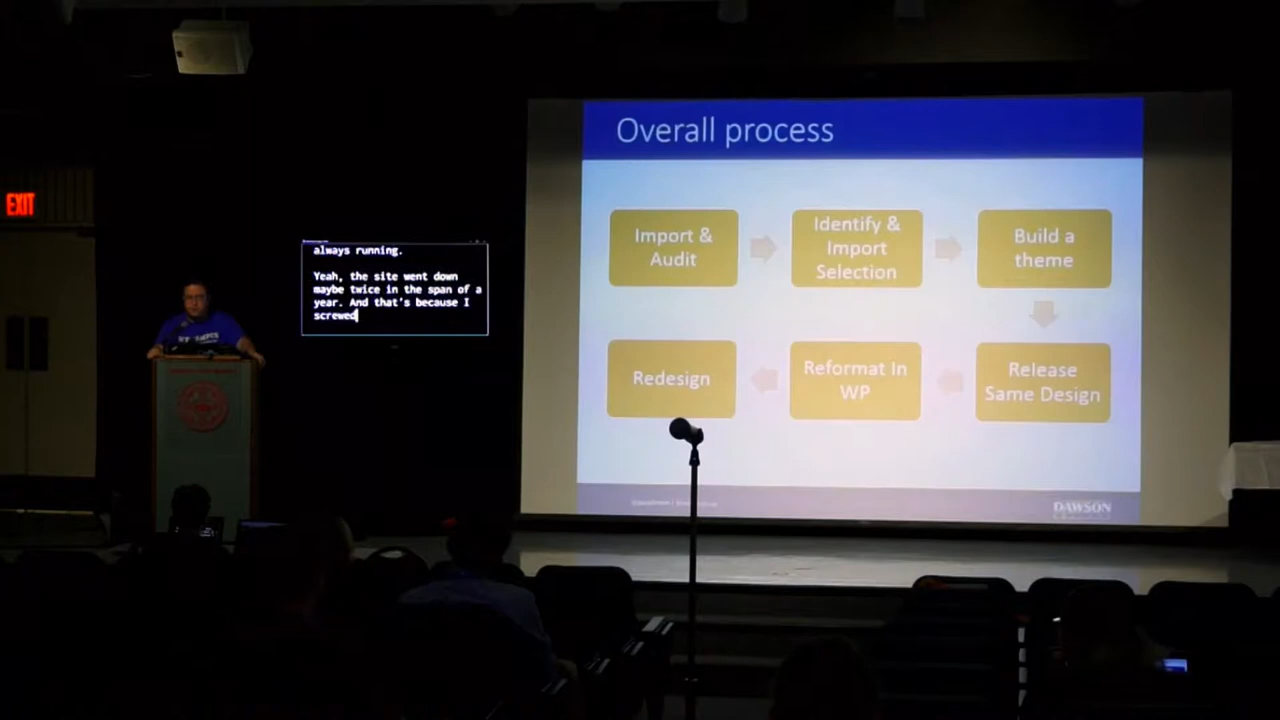 EXIT
always running.
Yeah, the site went down
maybe twice in the span of a
year. And that's because I
screwed
Overall process
Import &
Audit
Identify &
Import
Selection
Build a
theme
Release
Same Design
Reformat In
WP
Redesign
DAWSON